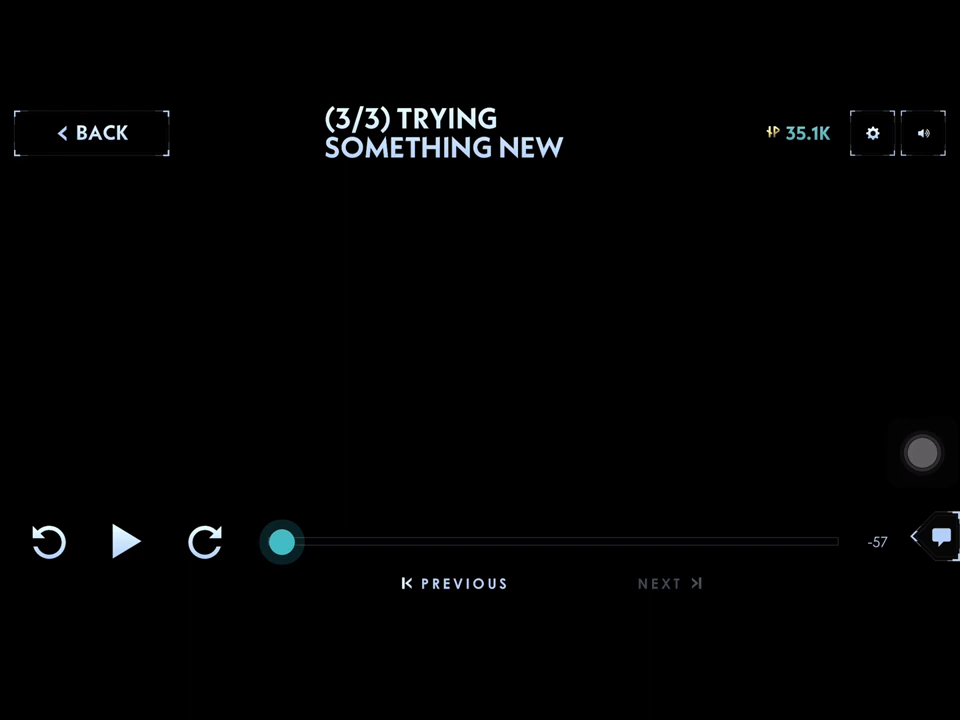 BACK
(3/3) TRYING
SOMETHING NEW
35.1K
-57
PREVIOUS
NEXT